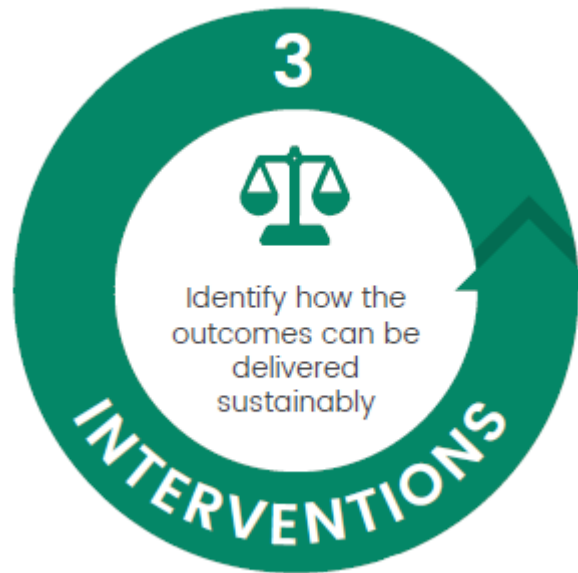 3
Identify how the
outcomes can be
delivered
sustainably
INTERVENTIONS